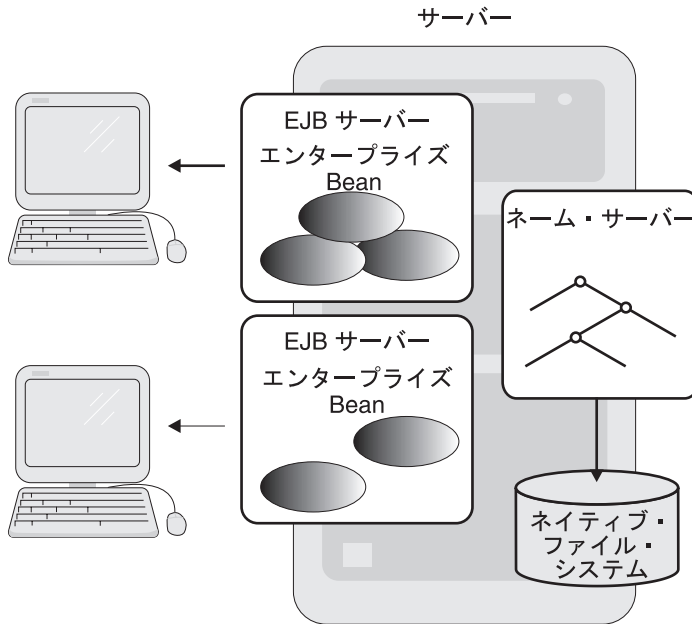 サーバー
EJB サーバー
エンタープライズ
Bean
ネーム・サーバー
EJB サーバー
エンタープライズ
Bean
ネイティブ・
ファイル・
システム